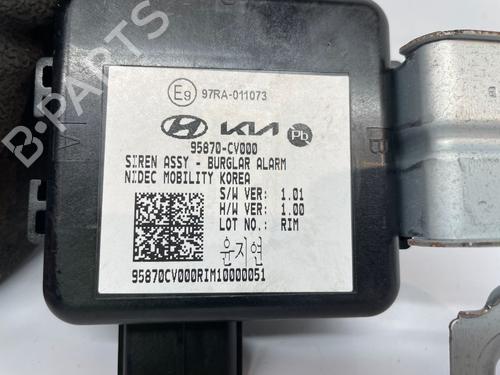 B-PARTS
E9 97RA-011073
HYUNDAI KIA Pb
95870-CV000
SIREN ASSY - BURGLAR ALARM
NIDEC MOBILITY KOREA
S/W VER: 1.01
H/W VER: 1.00
LOT NO.: RIM
윤지연
95870CV000RIM10000051